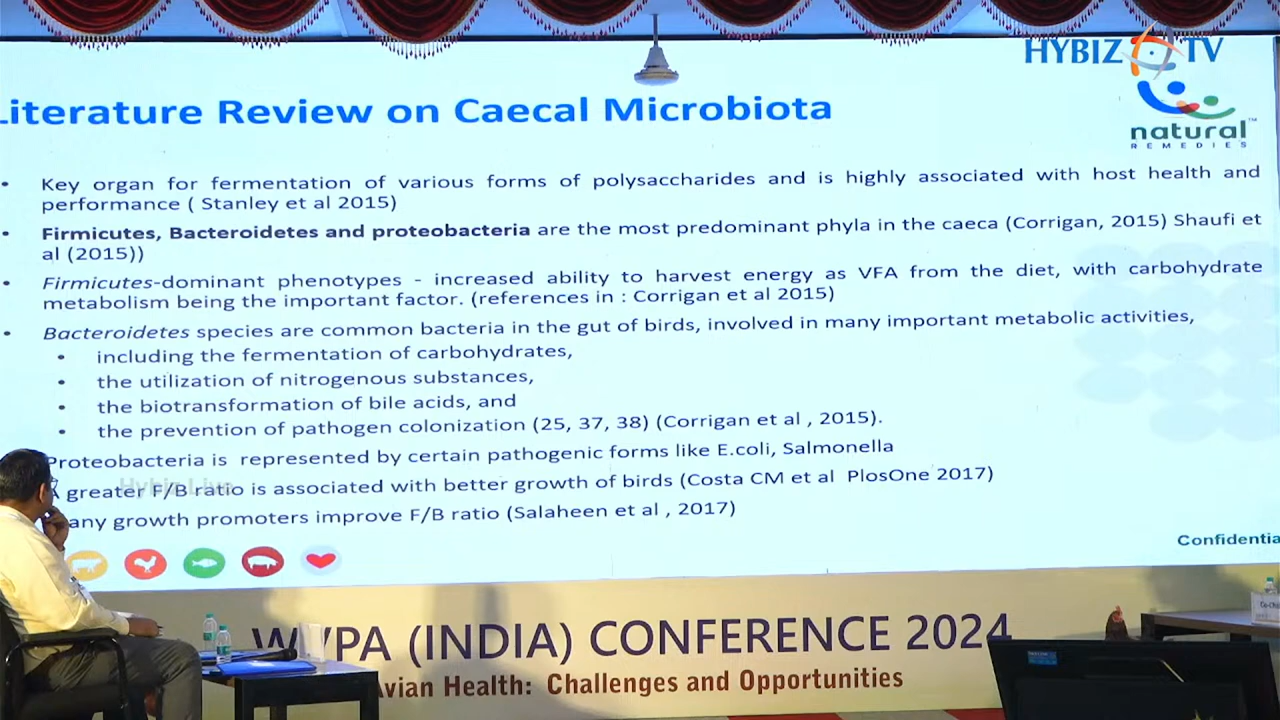 HYBIZ TV
Literature Review on Caecal Microbiota
natural™
REMEDIES
• Key organ for fermentation of various forms of polysaccharides and is highly associated with host health and
performance ( Stanley et al 2015)
• Firmicutes, Bacteroidetes and proteobacteria are the most predominant phyla in the caeca (Corrigan, 2015) Shaufi et
al (2015))
• Firmicutes-dominant phenotypes - increased ability to harvest energy as VFA from the diet, with carbohydrate
metabolism being the important factor. (references in : Corrigan et al 2015)
• Bacteroidetes species are common bacteria in the gut of birds, involved in many important metabolic activities,
• including the fermentation of carbohydrates,
• the utilization of nitrogenous substances,
• the biotransformation of bile acids, and
• the prevention of pathogen colonization (25, 37, 38) (Corrigan et al , 2015).
Proteobacteria is represented by certain pathogenic forms like E.coli, Salmonella
A greater F/B ratio is associated with better growth of birds (Costa CM et al PlosOne 2017)
Hybiz Live
any growth promoters improve F/B ratio (Salaheen et al , 2017)
Confidentia
WVPA (INDIA) CONFERENCE 2024
Avian Health: Challenges and Opportunities